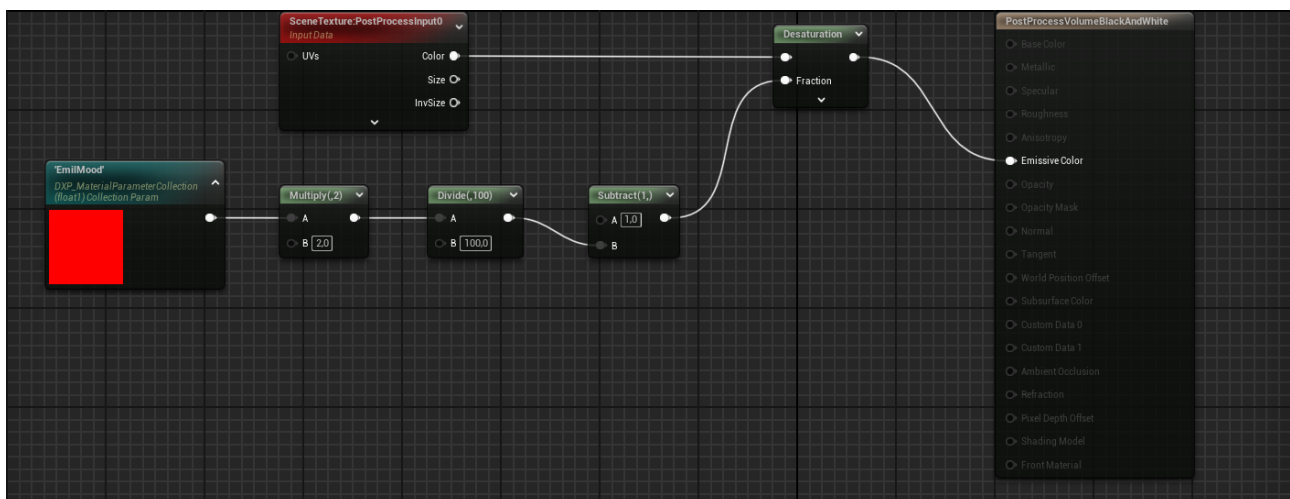 SceneTexture:PostProcessInput0
Input Data
UVs
Color
Size
InvSize
'EmilMood'
DXP_MaterialParameterCollection
(float1) Collection Param
Multiply(,2)
A
B 2,0
Divide(,100)
A
B 100,0
Subtract(1,)
A 1,0
B
Desaturation
Fraction
PostProcessVolumeBlackAndWhite
Base Color
Metallic
Specular
Roughness
Anisotropy
Emissive Color
Opacity
Opacity Mask
Normal
Tangent
World Position Offset
Subsurface Color
Custom Data 0
Custom Data 1
Ambient Occlusion
Refraction
Pixel Depth Offset
Shading Model
Front Material